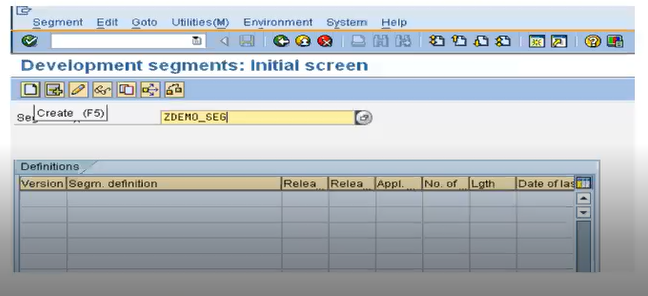 Segment Edit Goto Utilities(M) Environment System Help
Development segments: Initial screen
Create (F5)
ZDEMO_SEG
Definitions
Version Segm. definition Relea... Relea... Appl. ... No. of ... Lgth Date of las